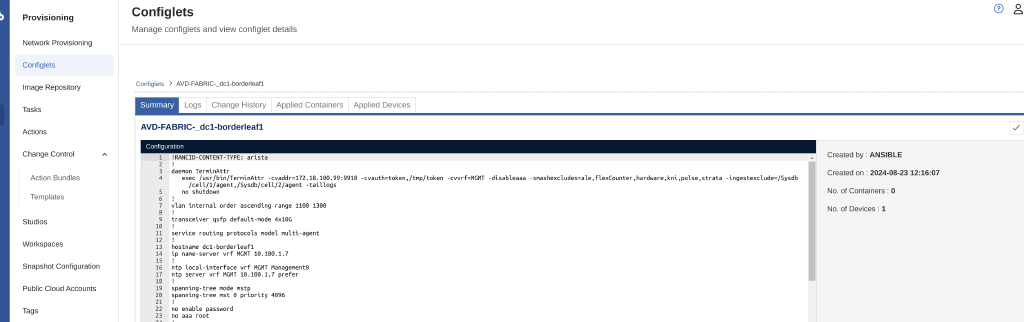 Provisioning
Network Provisioning
Configlets
Image Repository
Tasks
Actions
Change Control
Action Bundles
Templates
Studios
Workspaces
Snapshot Configuration
Public Cloud Accounts
Tags
Configlets
Manage configlets and view configlet details
Configlets > AVD-FABRIC-_dc1-borderleaf1
Summary Logs Change History Applied Containers Applied Devices
AVD-FABRIC-_dc1-borderleaf1
Configuration
1 !RANCID-CONTENT-TYPE: arista
2 !
3 daemon TerminAttr
4 exec /usr/bin/TerminAttr -cvaddr=172.18.100.99:9910 -cvauth=token,/tmp/token -cvvrf=MGMT -disableaaa -smashexcludes=ale,flexCounter,hardware,kni,pulse,strata -ingestexclude=/Sysdb
/cell/1/agent,/Sysdb/cell/2/agent -taillogs
5 no shutdown
6 !
7 vlan internal order ascending range 1100 1300
8 !
9 transceiver qsfp default-mode 4x10G
10 !
11 service routing protocols model multi-agent
12 !
13 hostname dc1-borderleaf1
14 ip name-server vrf MGMT 10.100.1.7
15 !
16 ntp local-interface vrf MGMT Management0
17 ntp server vrf MGMT 10.100.1.7 prefer
18 !
19 spanning-tree mode mstp
20 spanning-tree mst 0 priority 4096
21 !
22 no enable password
23 no aaa root
Created by : ANSIBLE
Created on : 2024-08-23 12:16:07
No. of Containers : 0
No. of Devices : 1